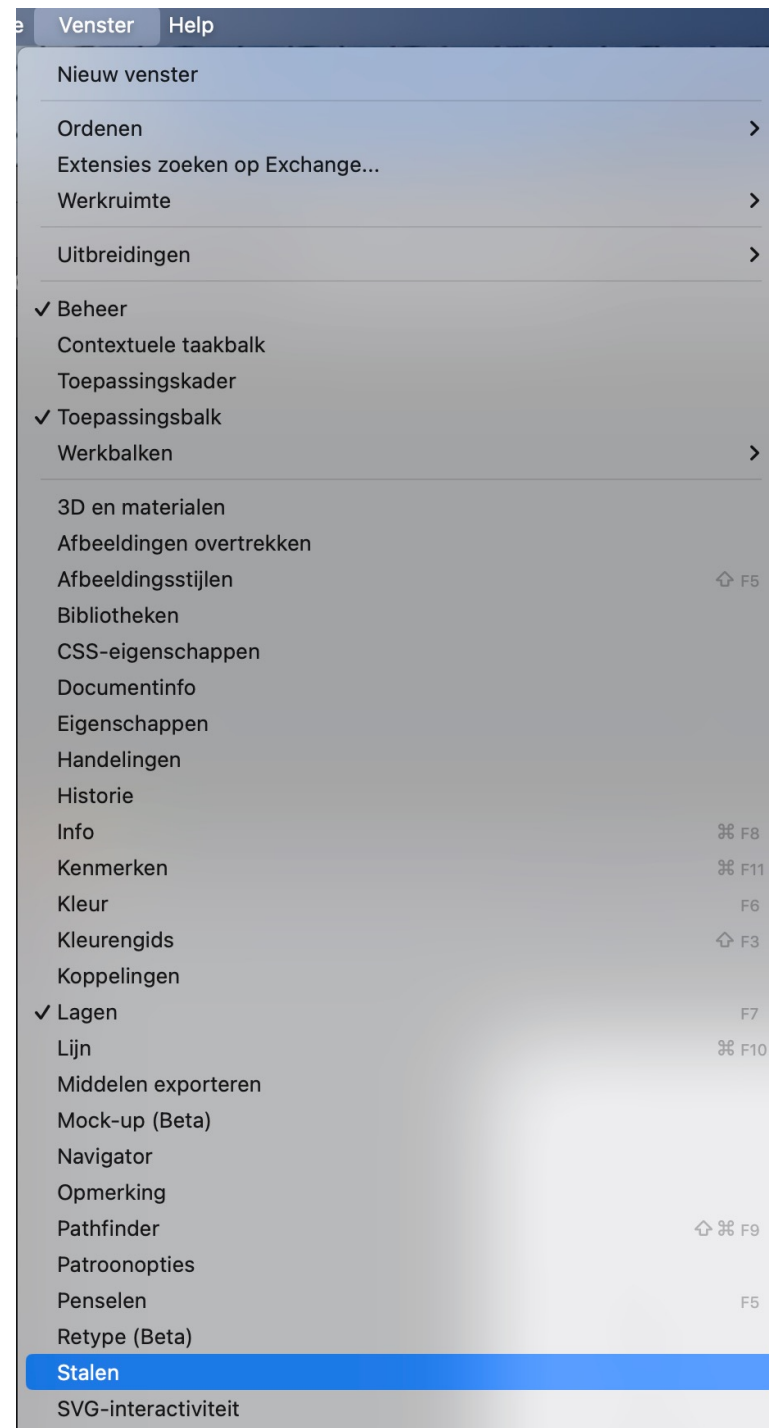 e Venster Help
Nieuw venster
Ordenen
Extensies zoeken op Exchange...
Werkruimte
Uitbreidingen
✓ Beheer
Contextuele taakbalk
Toepassingskader
✓ Toepassingsbalk
Werkbalken
3D en materialen
Afbeeldingen overtrekken
Afbeeldingsstijlen ⇧ F5
Bibliotheken
CSS-eigenschappen
Documentinfo
Eigenschappen
Handelingen
Historie
Info ⌘ F8
Kenmerken ⌘ F11
Kleur F6
Kleurengids ⇧ F3
Koppelingen
✓ Lagen F7
Lijn ⌘ F10
Middelen exporteren
Mock-up (Beta)
Navigator
Opmerking
Pathfinder ⇧ ⌘ F9
Patroonopties
Penselen F5
Retype (Beta)
Stalen
SVG-interactiviteit